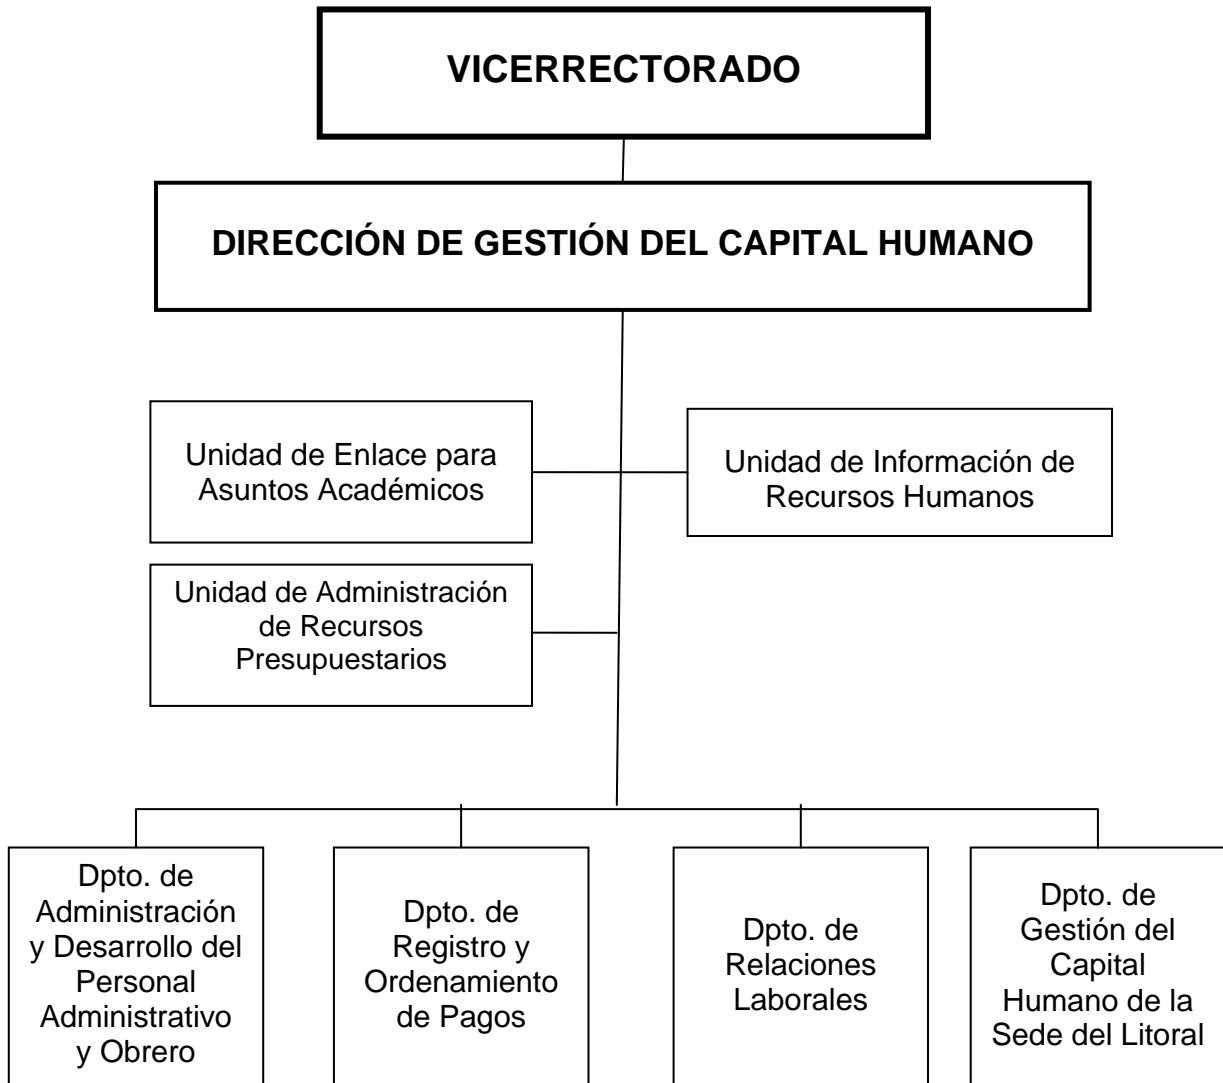 VICERRECTORADO
DIRECCIÓN DE GESTIÓN DEL CAPITAL HUMANO
Unidad de Enlace para
Asuntos Académicos
Unidad de Información de
Recursos Humanos
Unidad de Administración
de Recursos
Presupuestarios
Dpto. de
Administración
y Desarrollo del
Personal
Administrativo
y Obrero
Dpto. de
Registro y
Ordenamiento
de Pagos
Dpto. de
Relaciones
Laborales
Dpto. de
Gestión del
Capital
Humano de la
Sede del Litoral